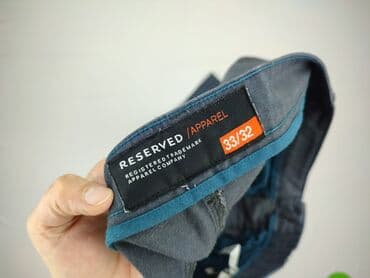 RESERVED /APPAREL
REGISTERED TRADEMARK
APPAREL COMPANY
33/32